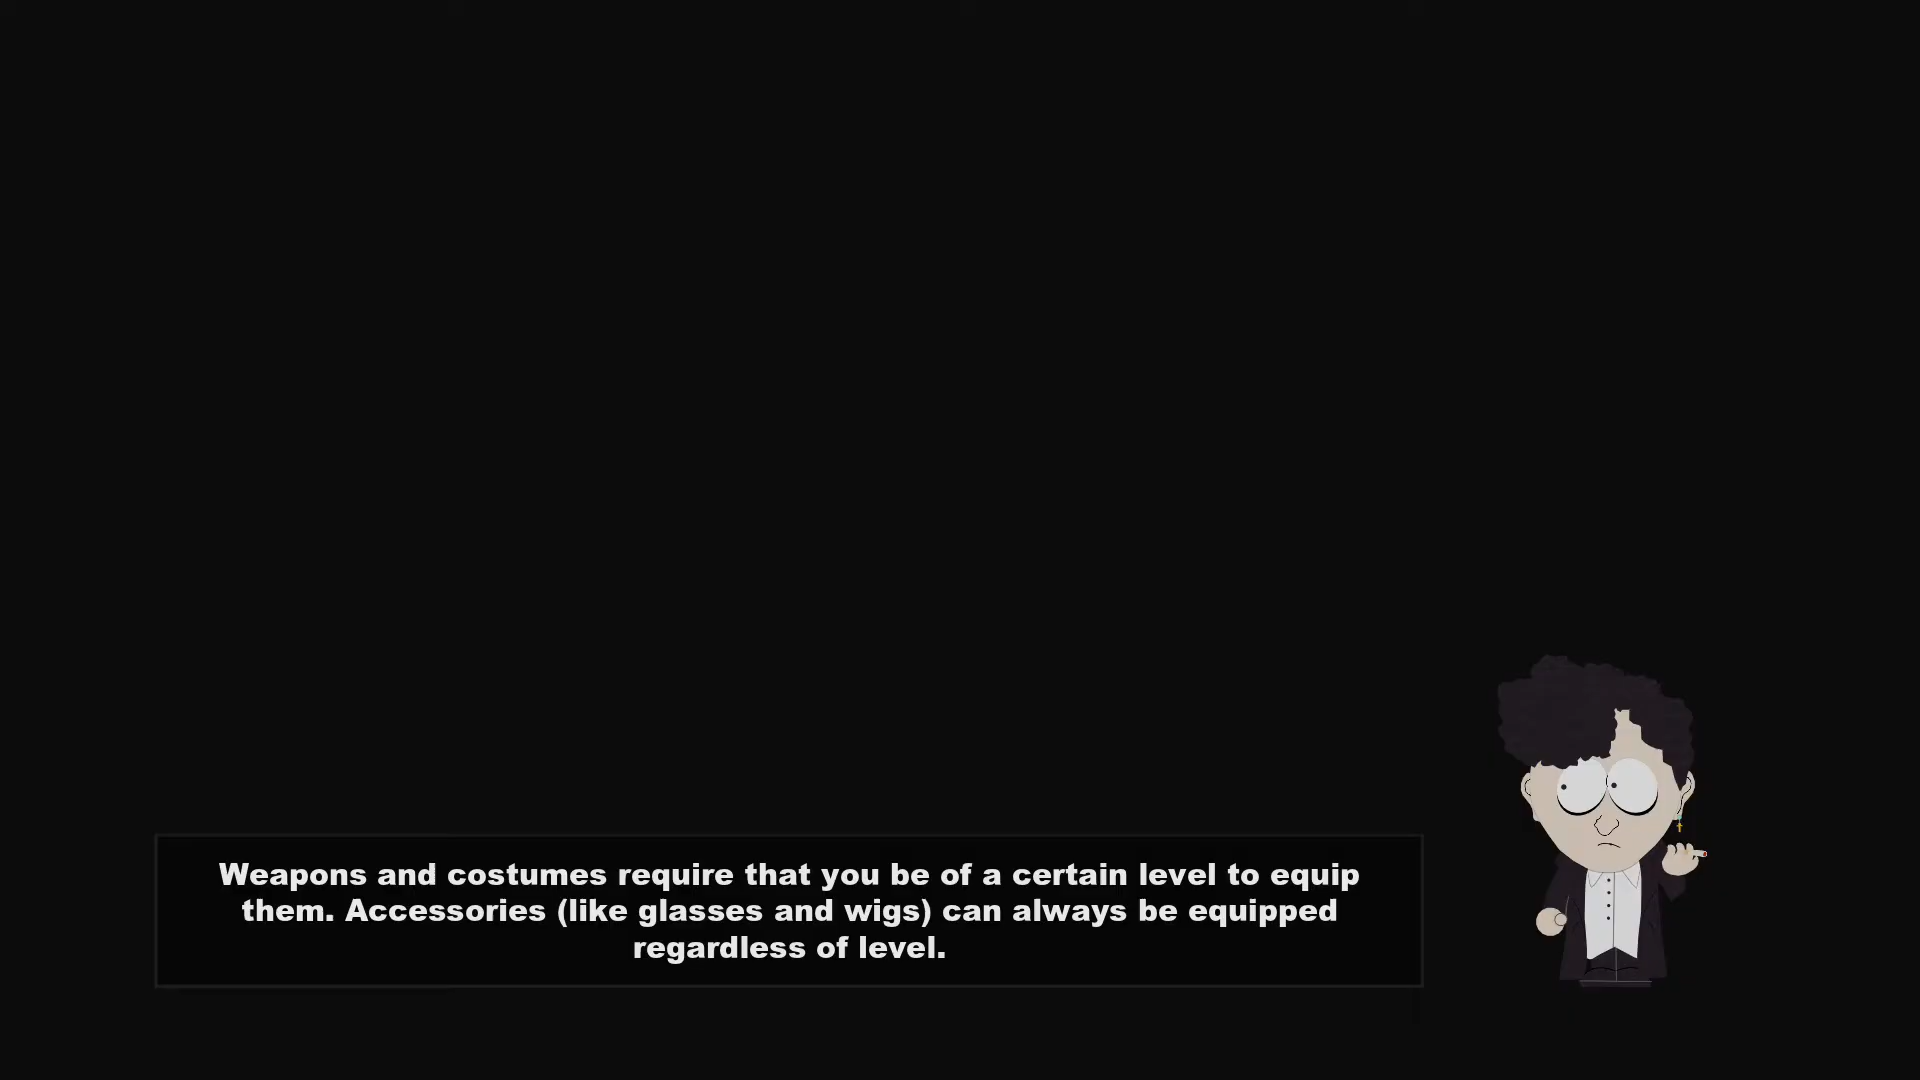 Weapons and costumes require that you be of a certain level to equip
them. Accessories (like glasses and wigs) can always be equipped
regardless of level.